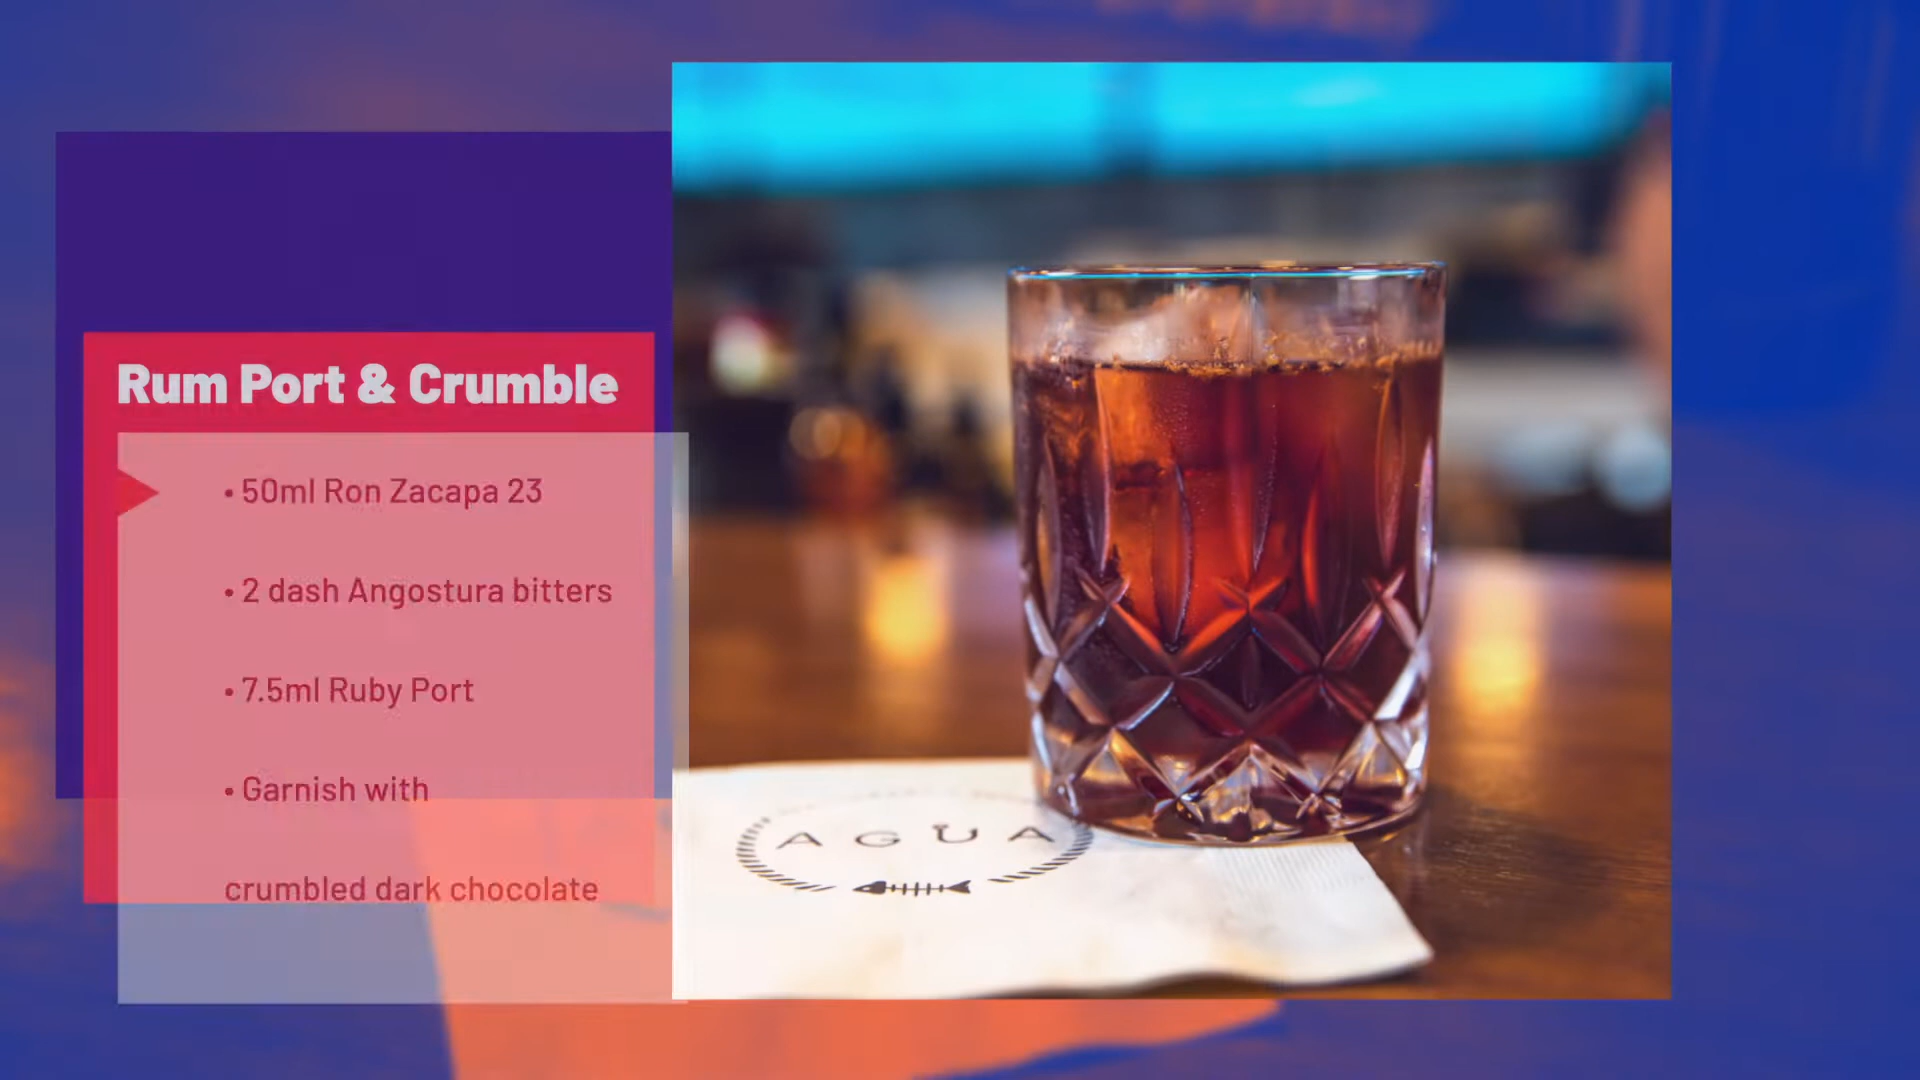 Rum Port & Crumble
• 50ml Ron Zacapa 23
• 2 dash Angostura bitters
• 7.5ml Ruby Port
• Garnish with
crumbled dark chocolate
AGUA